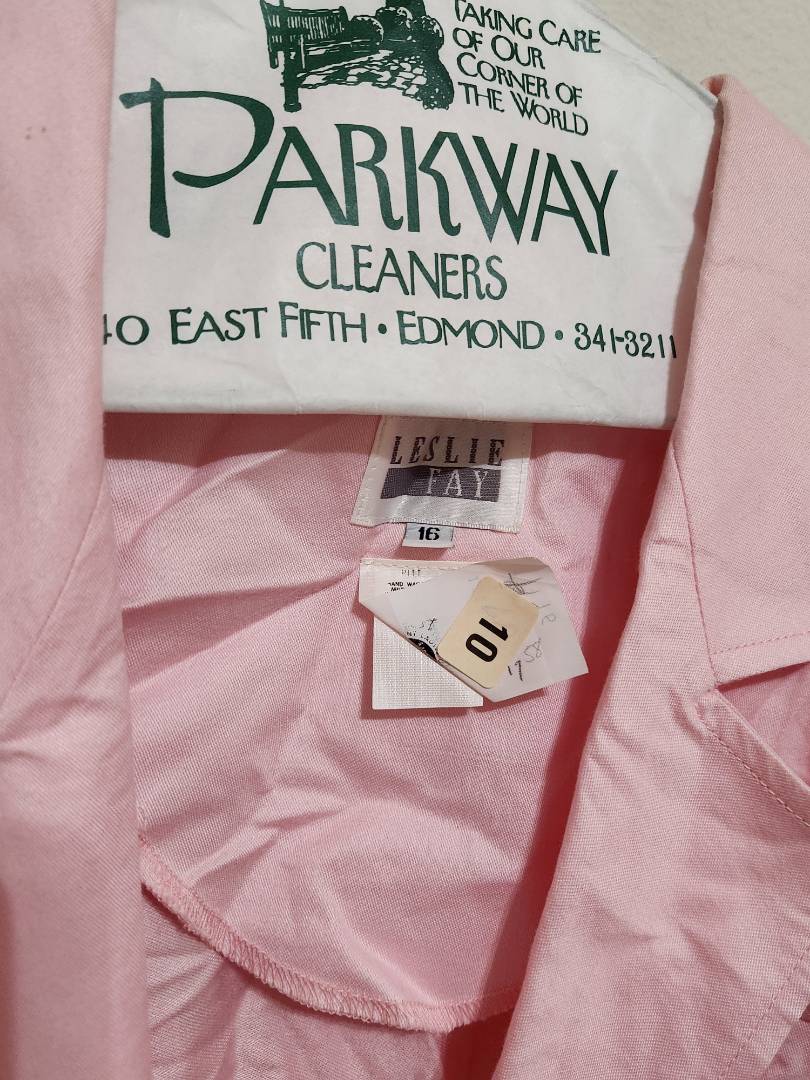 TAKING CARE
OF OUR
CORNER OF
THE WORLD
PARKWAY
CLEANERS
40 EAST FIFTH • EDMOND • 341-3211
LESLIE
FAY
16
10